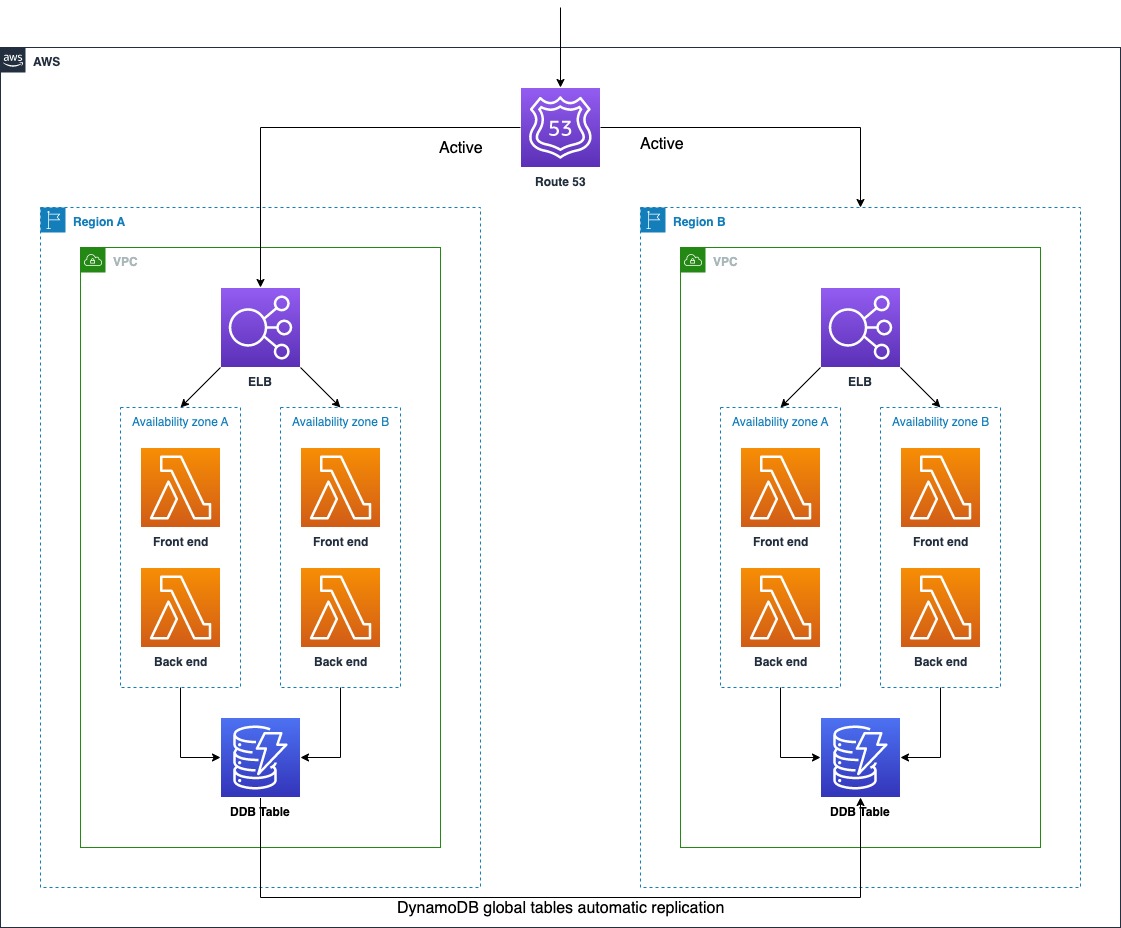 aws
AWS
53
Active
Active
Route 53
Region A
Region B
VPC
VPC
ELB
ELB
Availability zone A
Availability zone B
Availability zone A
Availability zone B
Front end
Front end
Front end
Front end
Back end
Back end
Back end
Back end
DDB Table
DDB Table
DynamoDB global tables automatic replication